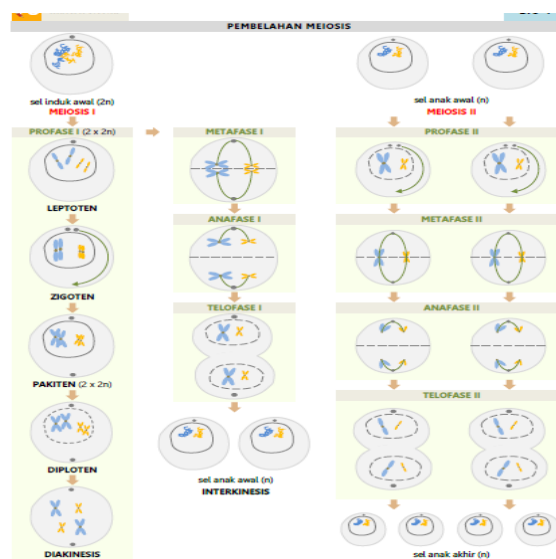 PEMBELAHAN MEIOSIS
sel induk awal (2n)
MEIOSIS I
PROFASE I (2 x 2n)
LEPTOTEN
ZIGOTEN
PAKITEN (2 x 2n)
DIPLOTEN
DIAKINESIS
METAFASE I
ANAFASE I
TELOFASE I
sel anak awal (n)
INTERKINESIS
sel anak awal (n)
MEIOSIS II
PROFASE II
METAFASE II
ANAFASE II
TELOFASE II
sel anak akhir (n)